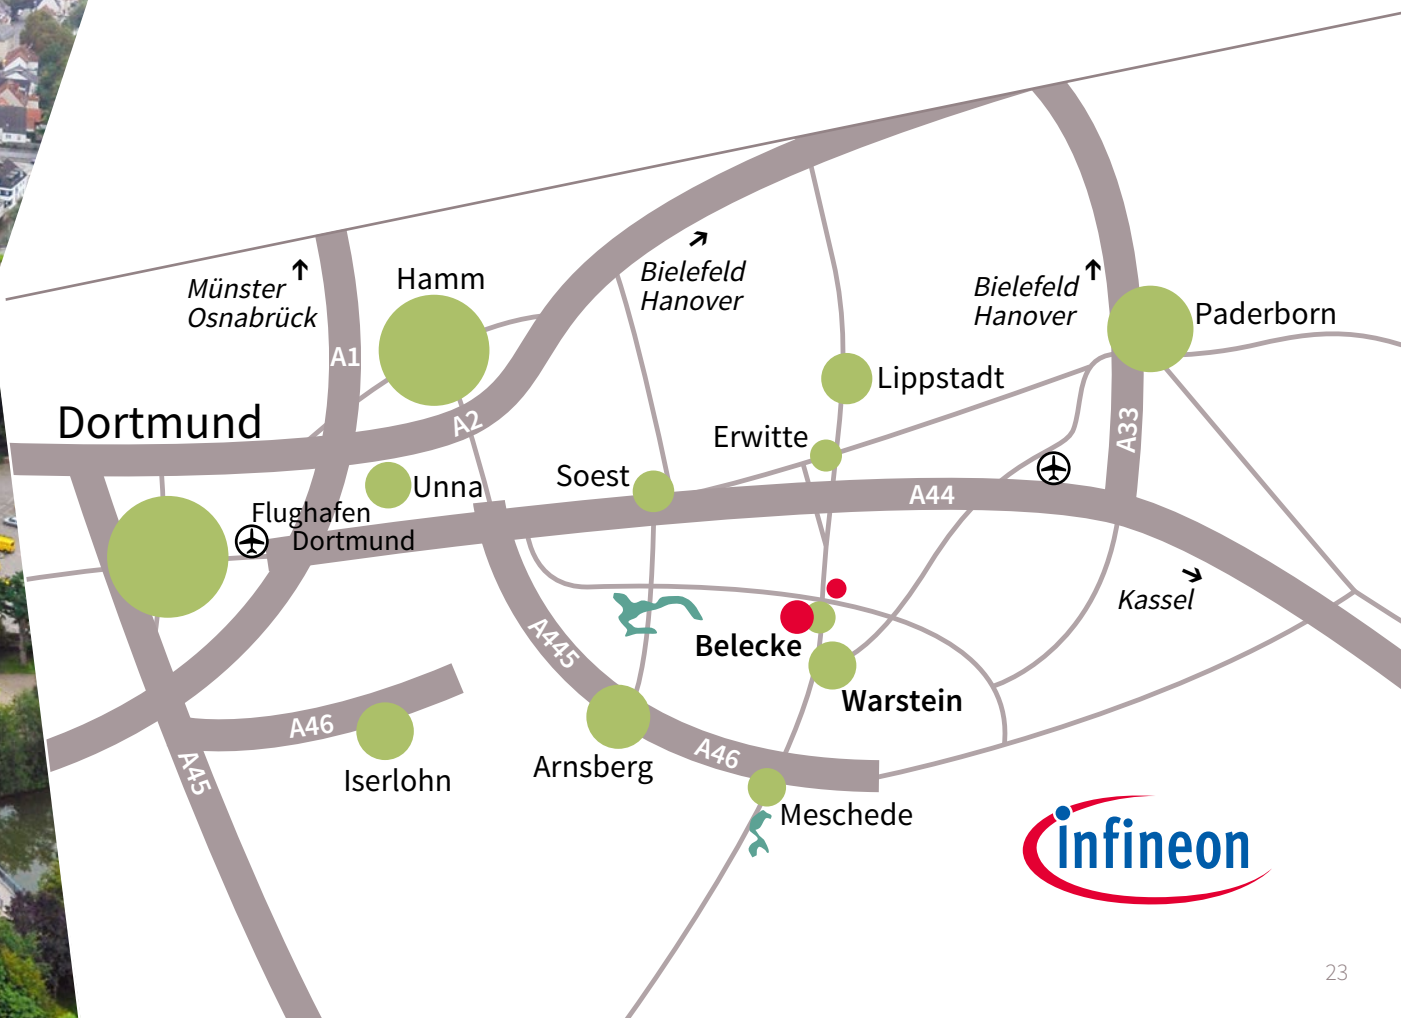 Münster
Osnabrück
Hamm
Bielefeld
Hanover
Bielefeld
Hanover
Paderborn
A1
Lippstadt
Dortmund
A2
A33
Erwitte
Soest
Unna
A44
Flughafen
Dortmund
Kassel
A445
Belecke
Warstein
A46
A45
Iserlohn
Arnsberg
A46
Meschede
infineon
23